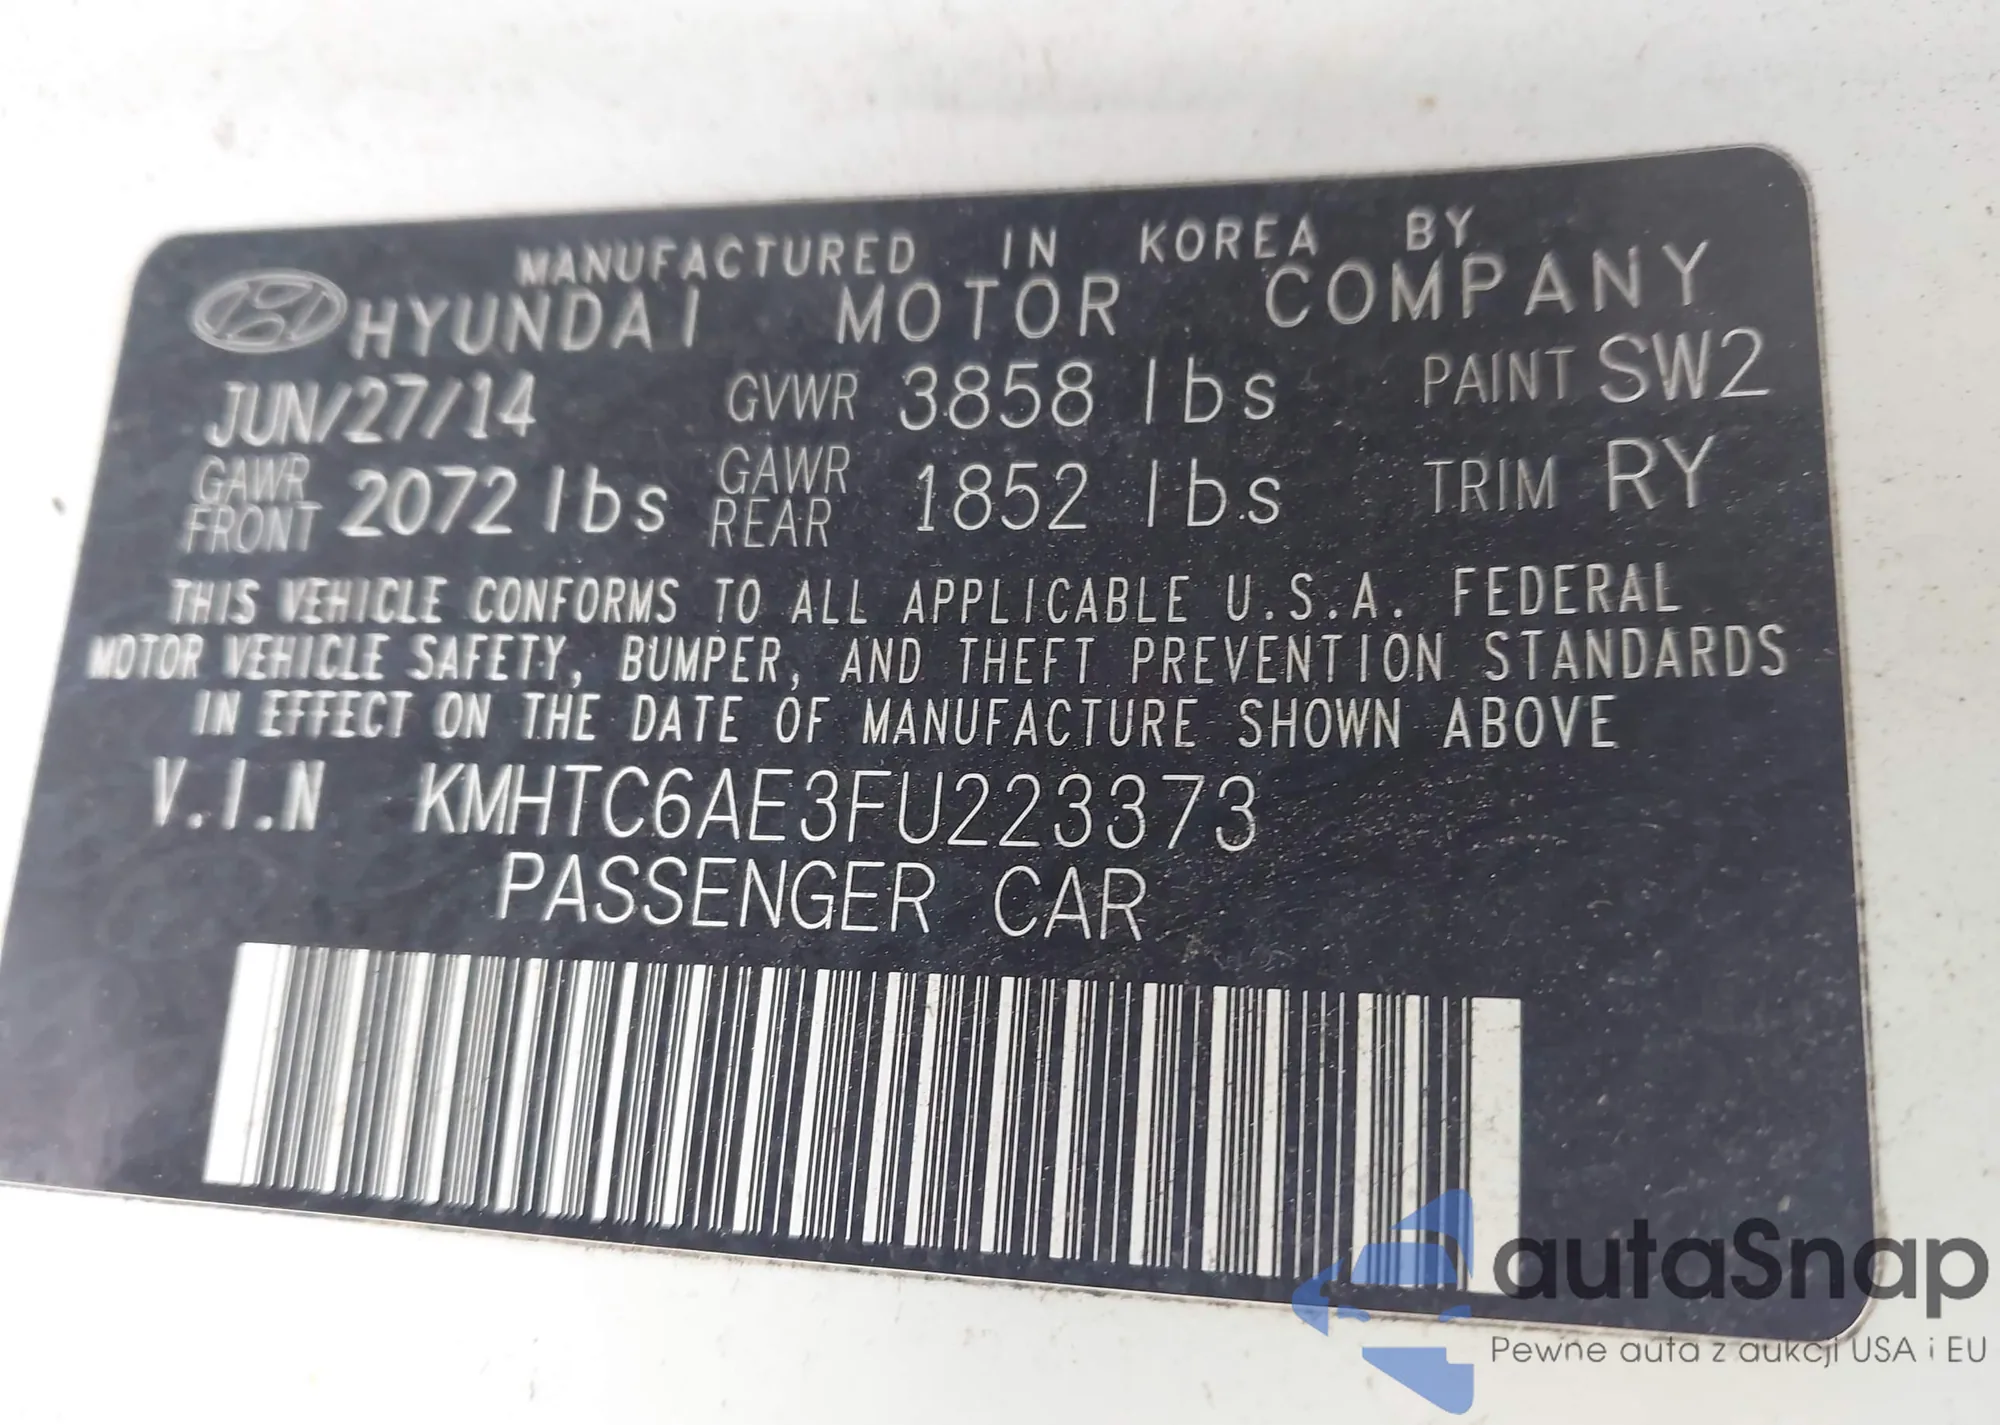 MANUFACTURED IN KOREA BY
HYUNDAI MOTOR COMPANY
JUN/27/14 GVWR 3858 lbs PAINT SW2
GAWR FRONT 2072 lbs GAWR REAR 1852 lbs TRIM RY
THIS VEHICLE CONFORMS TO ALL APPLICABLE U.S.A. FEDERAL
MOTOR VEHICLE SAFETY, BUMPER, AND THEFT PREVENTION STANDARDS
IN EFFECT ON THE DATE OF MANUFACTURE SHOWN ABOVE
V.I.N KMHTC6AE3FU223373
PASSENGER CAR
autaSnap
Pewne auta z aukcji USA i EU